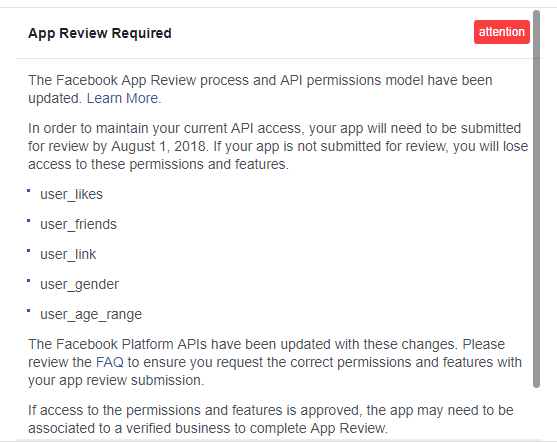 App Review Required
attention
The Facebook App Review process and API permissions model have been
updated. Learn More.
In order to maintain your current API access, your app will need to be submitted
for review by August 1, 2018. If your app is not submitted for review, you will lose
access to these permissions and features.
user_likes
user_friends
user_link
user_gender
user_age_range
The Facebook Platform APIs have been updated with these changes. Please
review the FAQ to ensure you request the correct permissions and features with
your app review submission.
If access to the permissions and features is approved, the app may need to be
associated to a verified business to complete App Review.